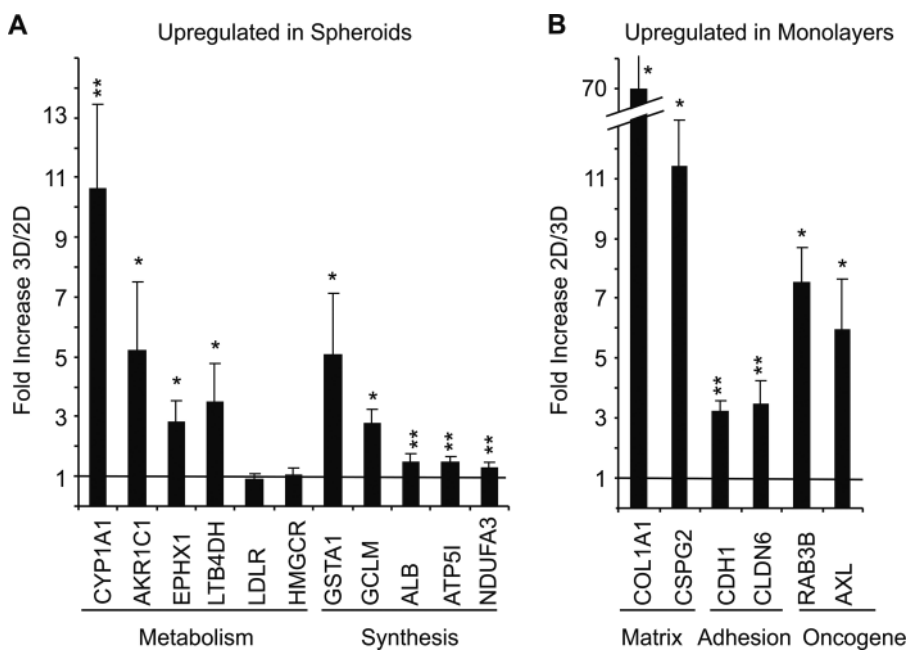 A
Upregulated in Spheroids
Fold Increase 3D/2D
13
11
9
7
5
3
1
**
*
*
*
*
*
**
**
**
CYP1A1
AKR1C1
EPHX1
LTB4DH
LDLR
HMGCR
GSTA1
GCLM
ALB
ATP5I
NDUFA3
Metabolism
Synthesis
B
Upregulated in Monolayers
Fold Increase 2D/3D
70
11
9
7
5
3
1
*
*
**
**
*
*
COL1A1
CSPG2
CDH1
CLDN6
RAB3B
AXL
Matrix
Adhesion
Oncogene